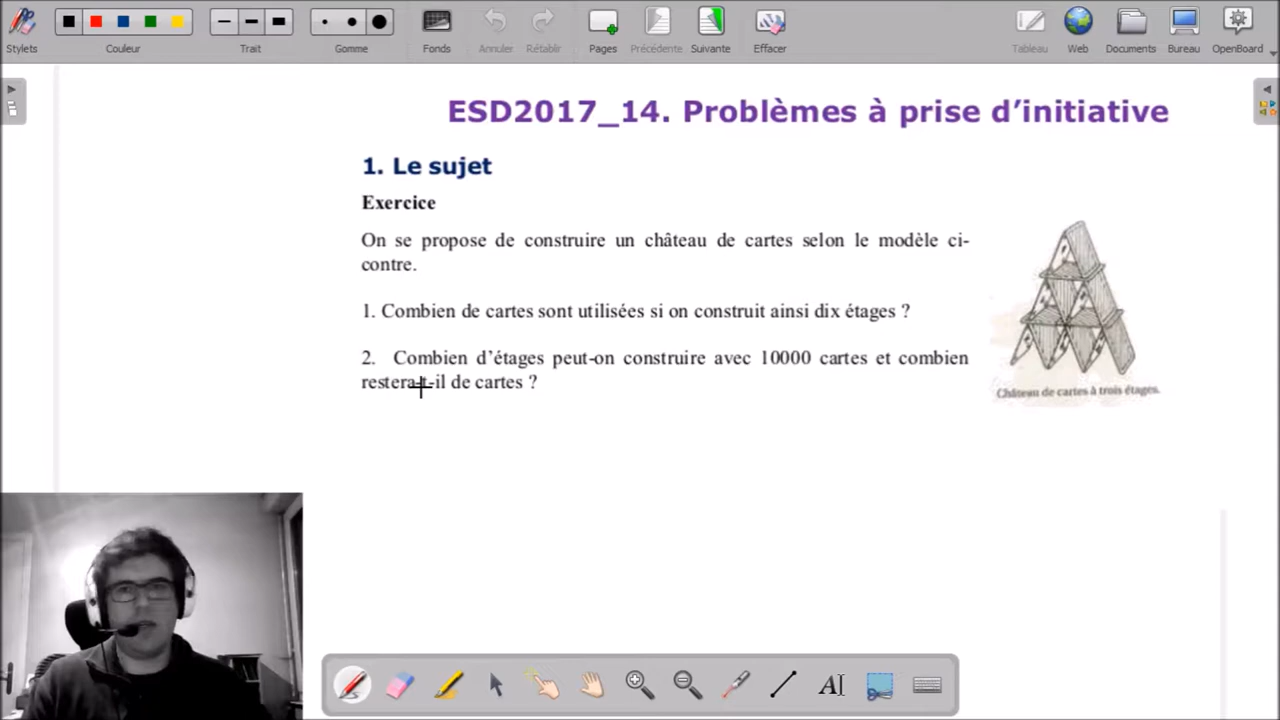 Stylets
Couleur
Trait
Gomme
Fonds
Annuler
Rétablir
Pages
Précédente
Suivante
Effacer
Tableau
Web
Documents
Bureau
OpenBoard
ESD2017_14. Problèmes à prise d’initiative
1. Le sujet
Exercice
On se propose de construire un château de cartes selon le modèle ci-
contre.
1. Combien de cartes sont utilisées si on construit ainsi dix étages ?
2. Combien d’étages peut-on construire avec 10000 cartes et combien
restera-t-il de cartes ?
Château de cartes à trois étages.
AI